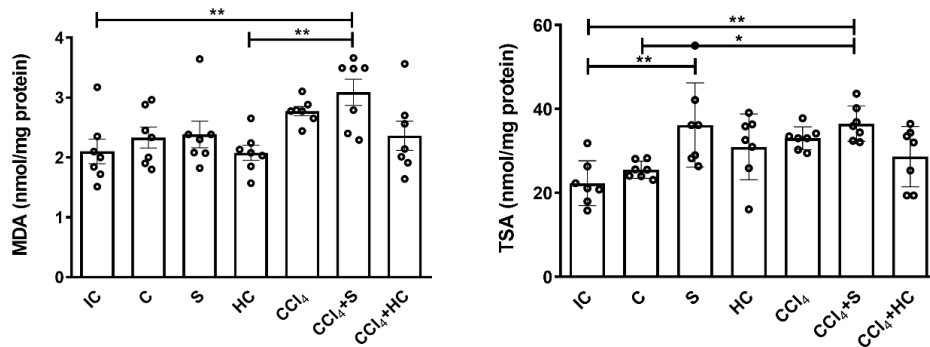 **
**
4
3
2
1
0
MDA (nmol/mg protein)
IC
C
S
HC
CCl₄
CCl₄+S
CCl₄+HC
**
*
**
60
40
20
0
TSA (nmol/mg protein)
IC
C
S
HC
CCl₄
CCl₄+S
CCl₄+HC